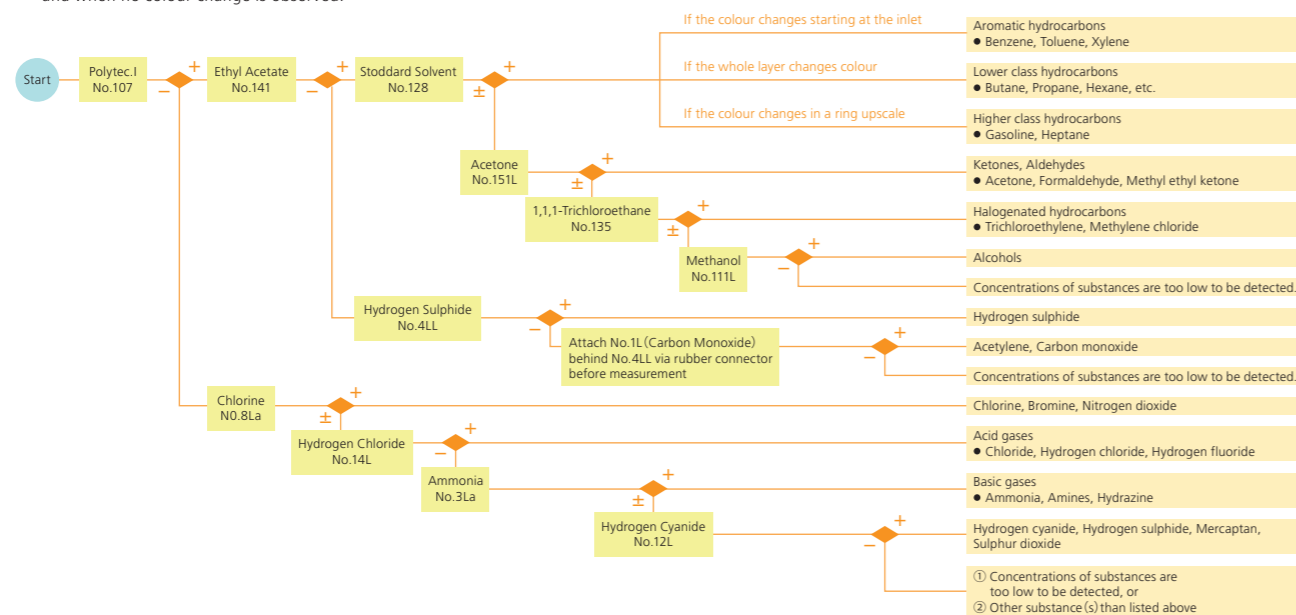 and when no colour change is observed.
If the colour changes starting at the inlet
Aromatic hydrocarbons
● Benzene, Toluene, Xylene
Start
Polytec.I
No.107
+
−
Ethyl Acetate
No.141
+
−
Stoddard Solvent
No.128
+
±
If the whole layer changes colour
Lower class hydrocarbons
● Butane, Propane, Hexane, etc.
If the colour changes in a ring upscale
Higher class hydrocarbons
● Gasoline, Heptane
Acetone
No.151L
+
±
Ketones, Aldehydes
● Acetone, Formaldehyde, Methyl ethyl ketone
1,1,1-Trichloroethane
No.135
+
±
Halogenated hydrocarbons
● Trichloroethylene, Methylene chloride
Methanol
No.111L
+
−
Alcohols
Concentrations of substances are too low to be detected.
Hydrogen Sulphide
No.4LL
+
−
Hydrogen sulphide
Attach No.1L(Carbon Monoxide)
behind No.4LL via rubber connector
before measurement
+
−
Acetylene, Carbon monoxide
Concentrations of substances are too low to be detected.
Chlorine
N0.8La
+
±
Chlorine, Bromine, Nitrogen dioxide
Hydrogen Chloride
No.14L
+
−
Acid gases
● Chloride, Hydrogen chloride, Hydrogen fluoride
Ammonia
No.3La
+
±
Basic gases
● Ammonia, Amines, Hydrazine
Hydrogen Cyanide
No.12L
+
−
Hydrogen cyanide, Hydrogen sulphide, Mercaptan,
Sulphur dioxide
① Concentrations of substances are
too low to be detected, or
② Other substance(s) than listed above